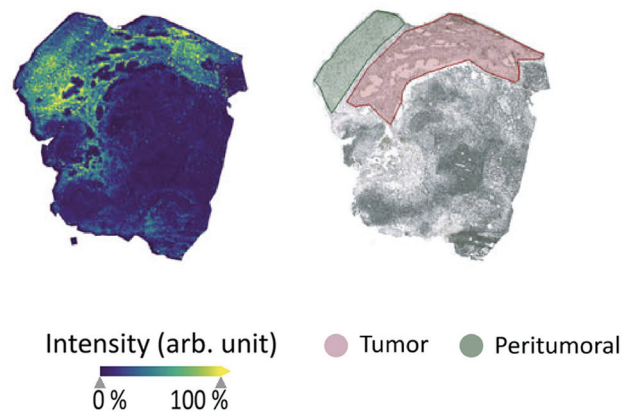 Intensity (arb. unit)
0 %
100 %
Tumor
Peritumoral